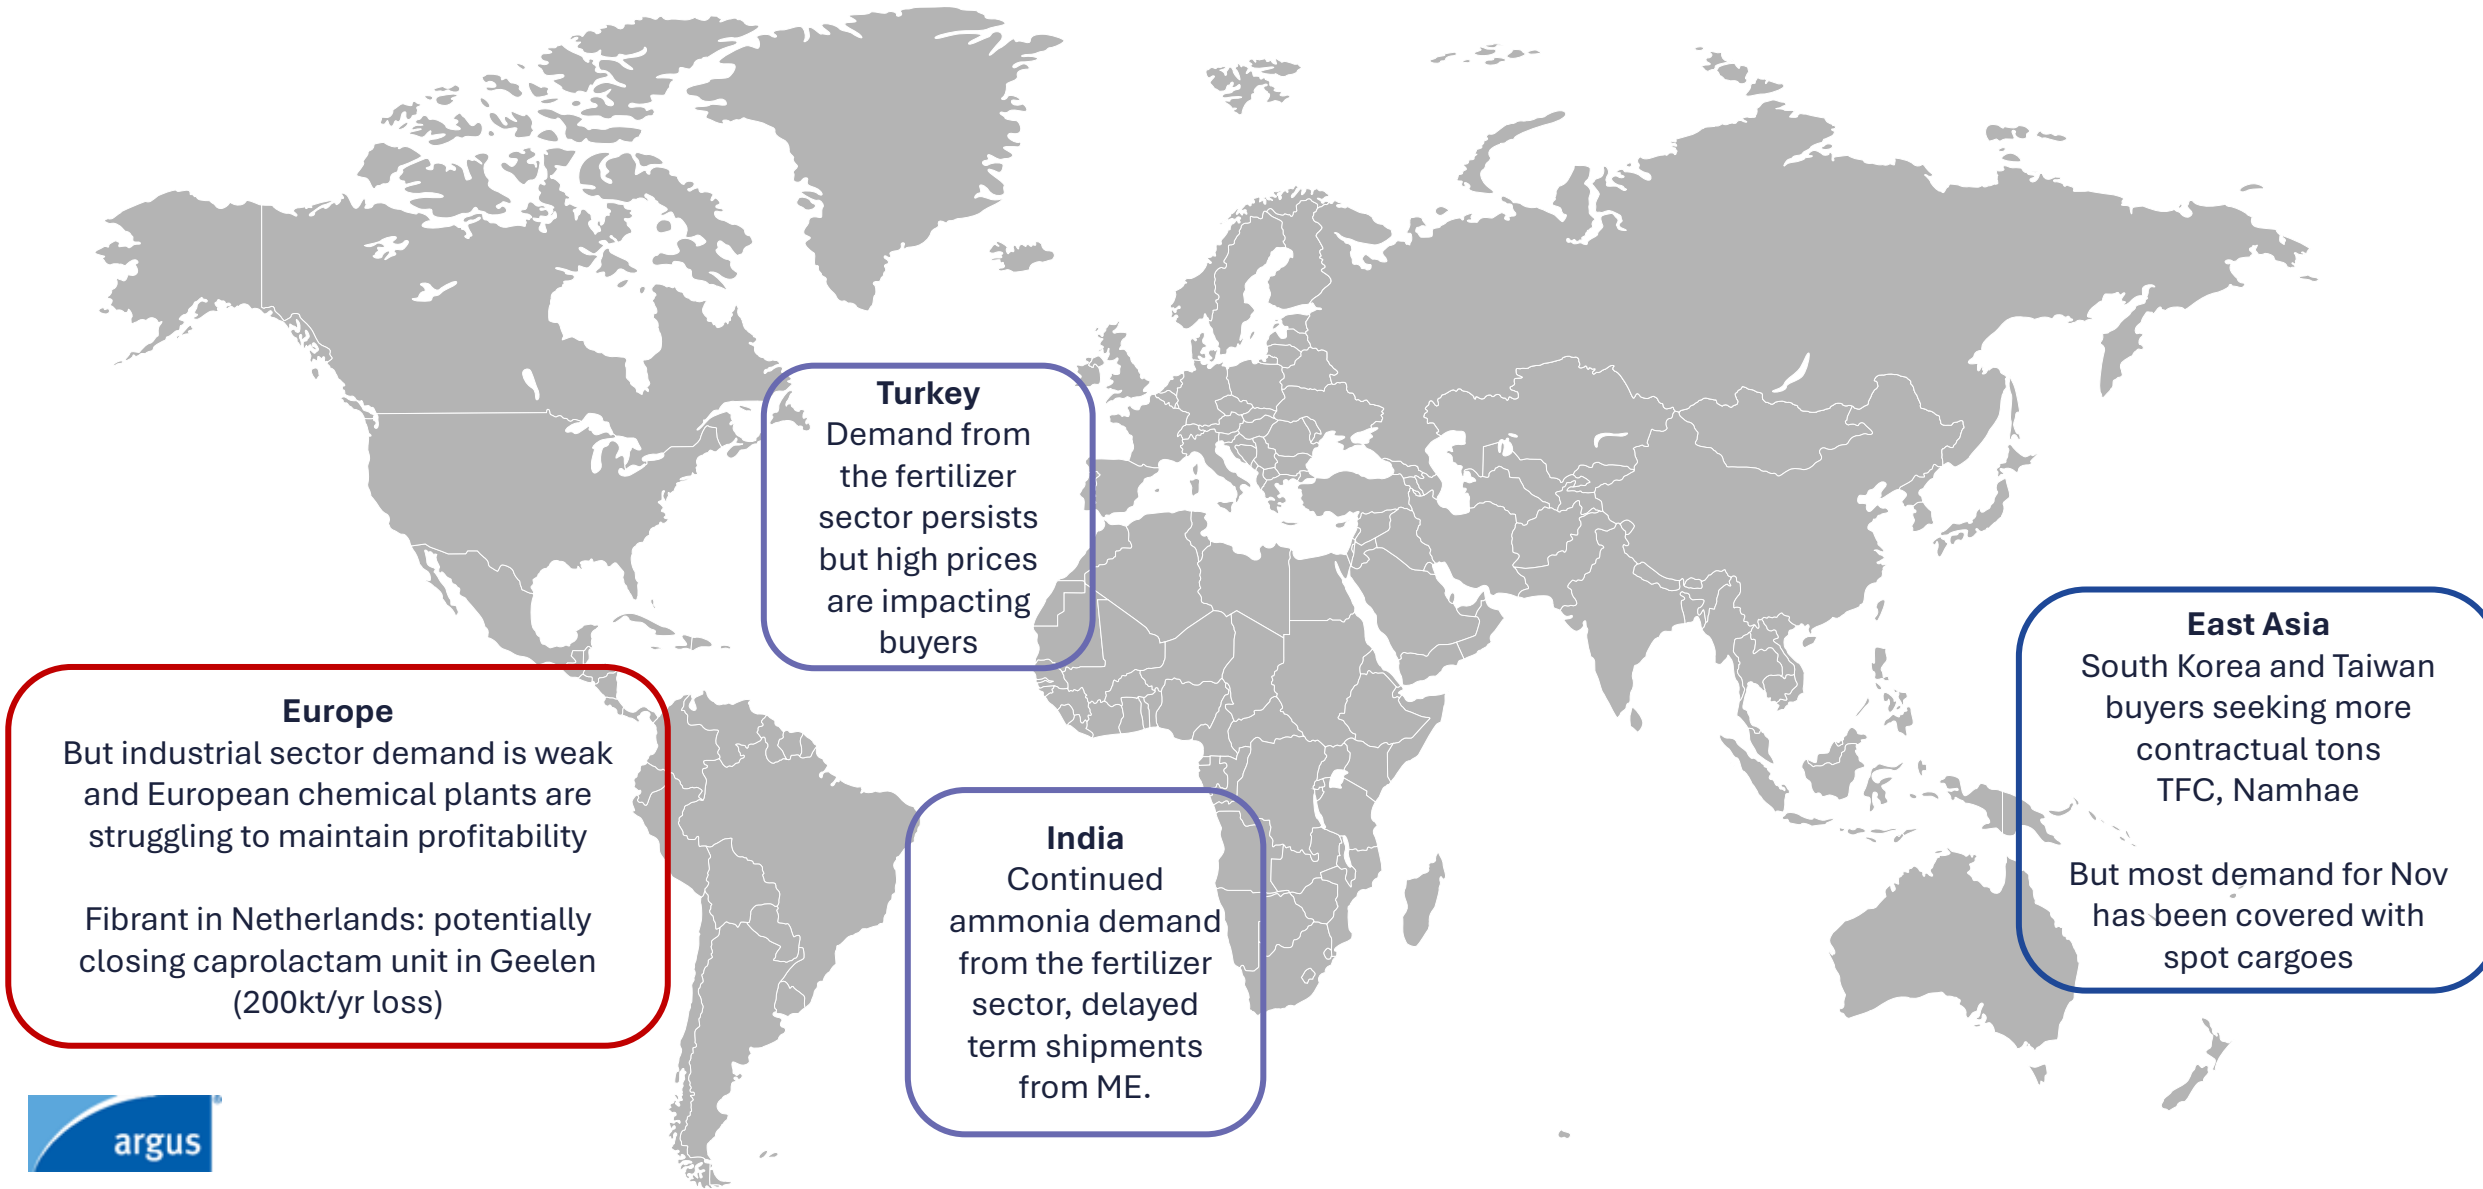 Turkey
Demand from
the fertilizer
sector persists
but high prices
are impacting
buyers
Europe
But industrial sector demand is weak
and European chemical plants are
struggling to maintain profitability
Fibrant in Netherlands: potentially
closing caprolactam unit in Geelen
(200kt/yr loss)
India
Continued
ammonia demand
from the fertilizer
sector, delayed
term shipments
from ME.
East Asia
South Korea and Taiwan
buyers seeking more
contractual tons
TFC, Namhae
But most demand for Nov
has been covered with
spot cargoes
argus